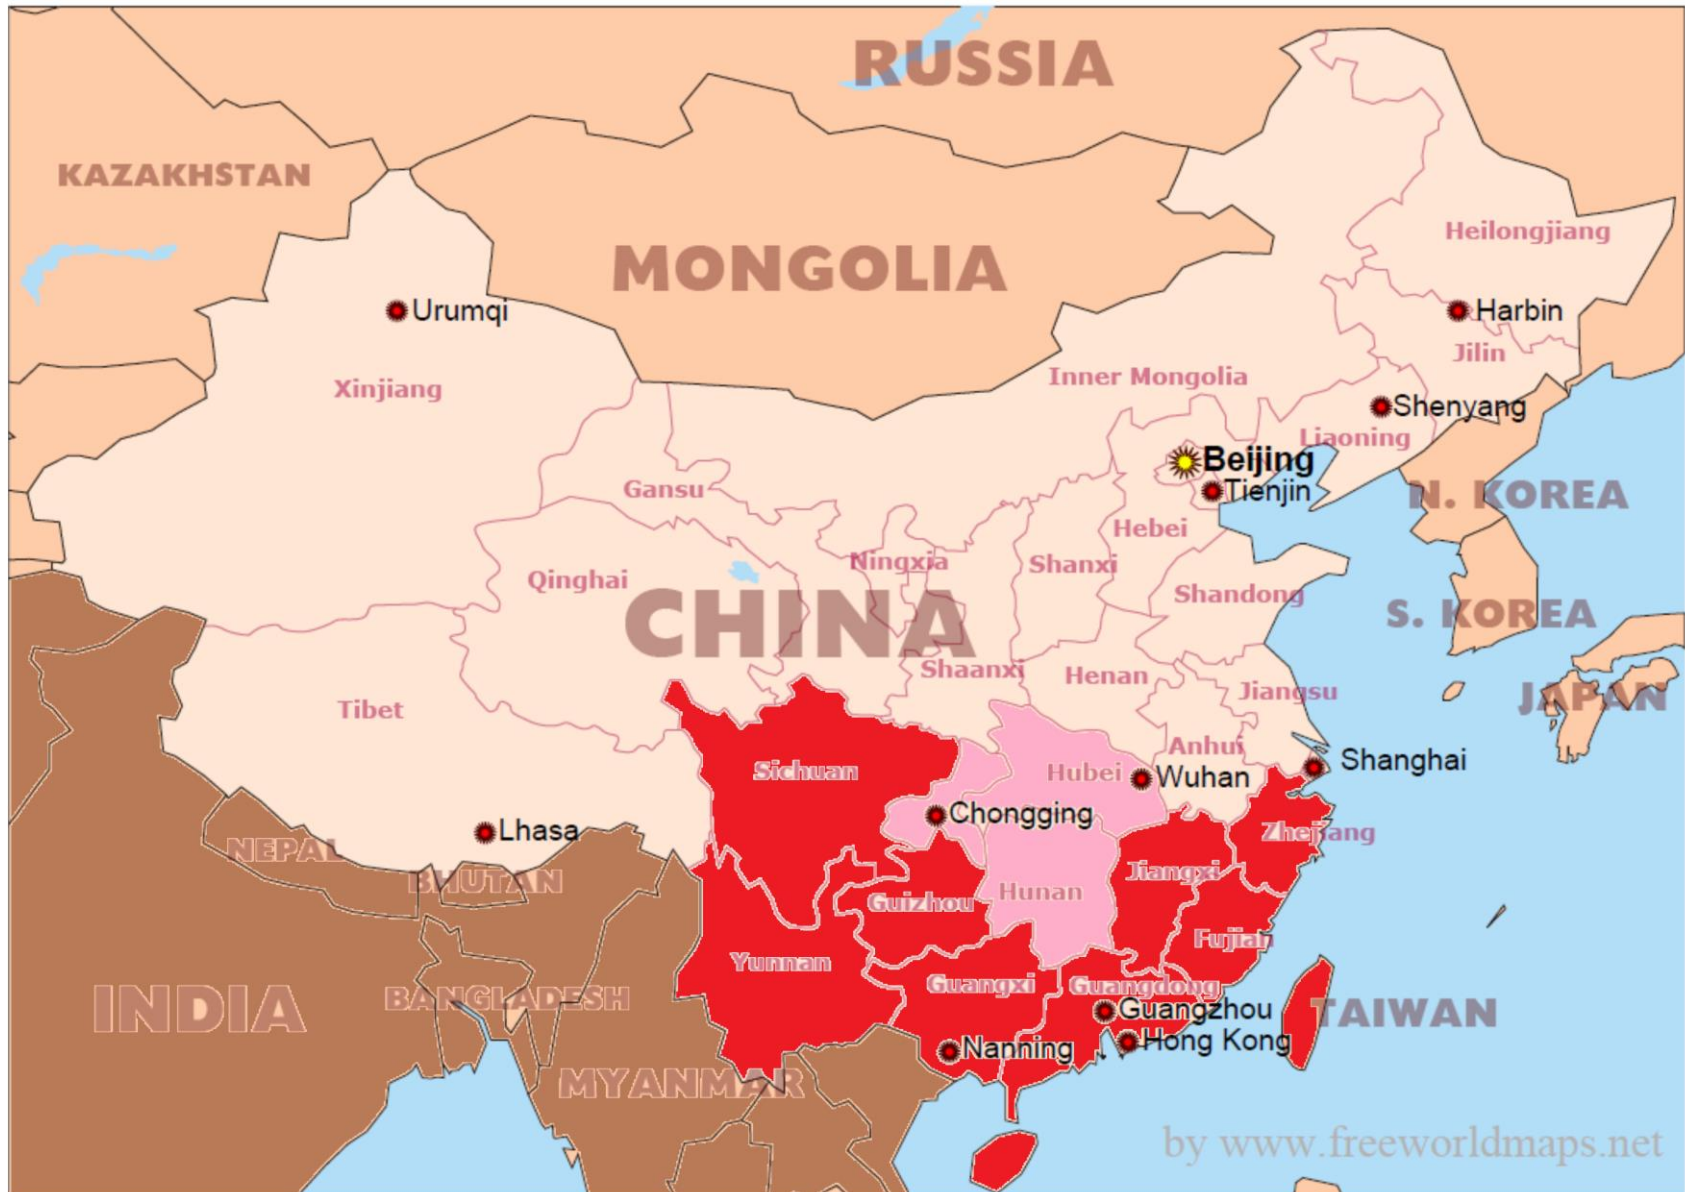 RUSSIA
KAZAKHSTAN
Heilongjiang
MONGOLIA
Urumqi
Harbin
Jilin
Inner Mongolia
Xinjiang
Shenyang
Liaoning
Beijing
Gansu
Tienjin
N. KOREA
Hebei
Ningxia
Shanxi
Qinghai
Shandong
S. KOREA
CHINA
Shaanxi
Henan
Jiangsu
JAPAN
Tibet
Anhui
Shanghai
Sichuan
Hubei
Wuhan
Chongging
Lhasa
Zhejiang
NEPAL
BHUTAN
Jiangxi
Hunan
Guizhou
Fujian
Yunnan
Guangxi
Guangdong
BANGLADESH
INDIA
Guangzhou
TAIWAN
Hong Kong
Nanning
MYANMAR
by www.freeworldmaps.net